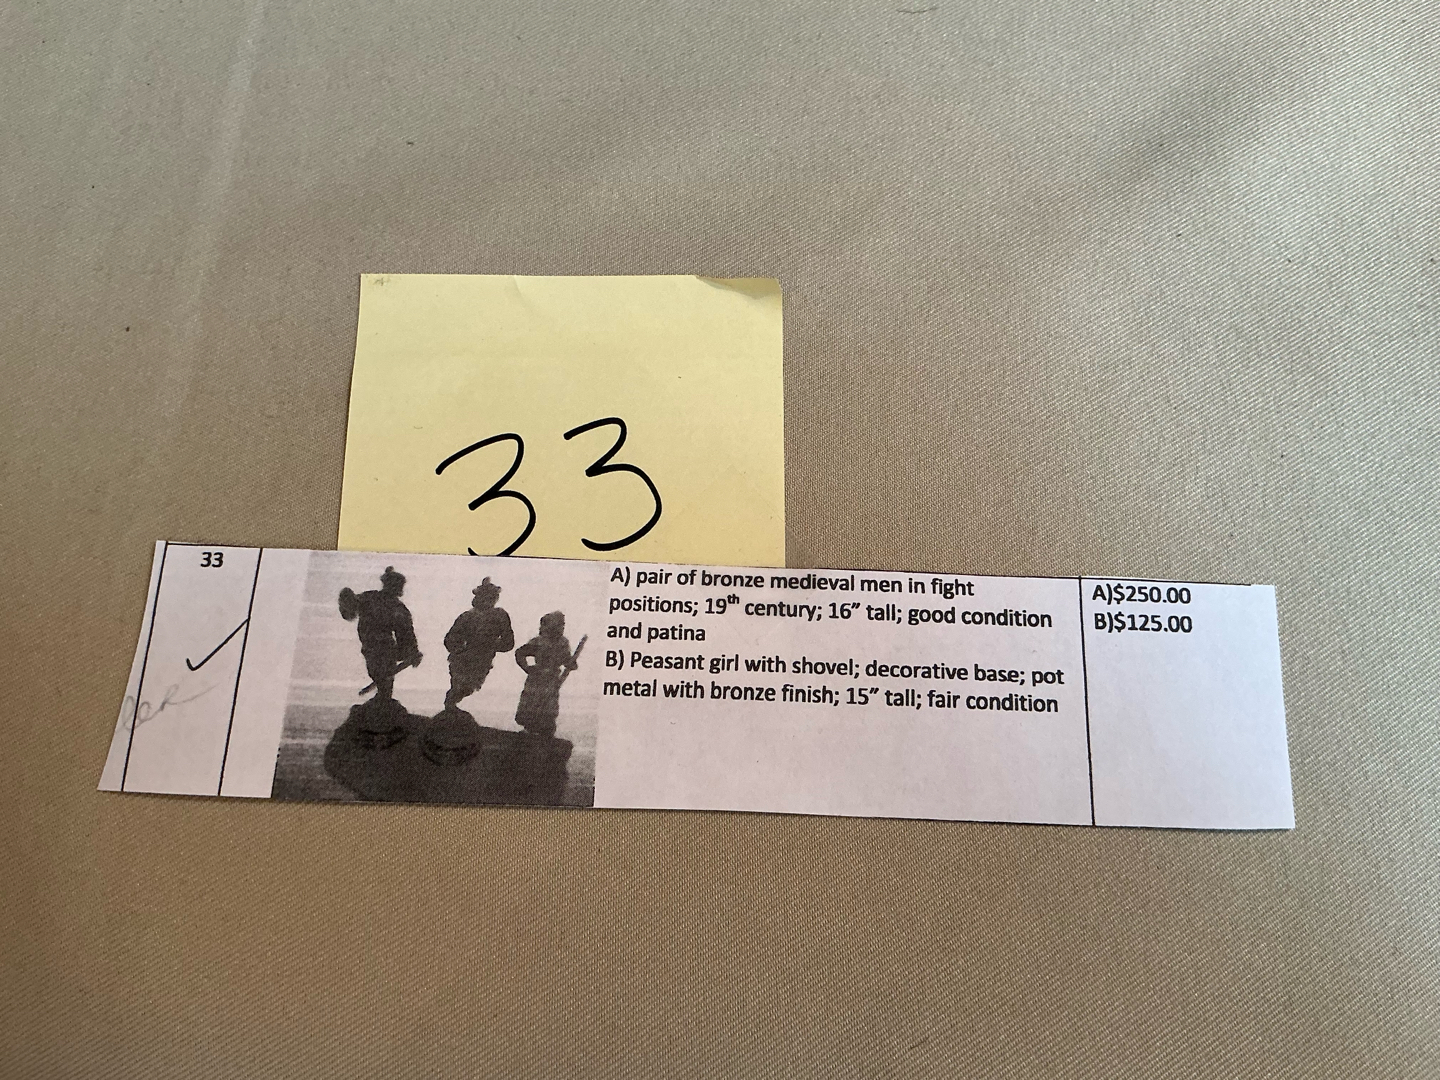 33
33
A) pair of bronze medieval men in fight
positions; 19th century; 16” tall; good condition
and patina
B) Peasant girl with shovel; decorative base; pot
metal with bronze finish; 15” tall; fair condition
A)$250.00
B)$125.00